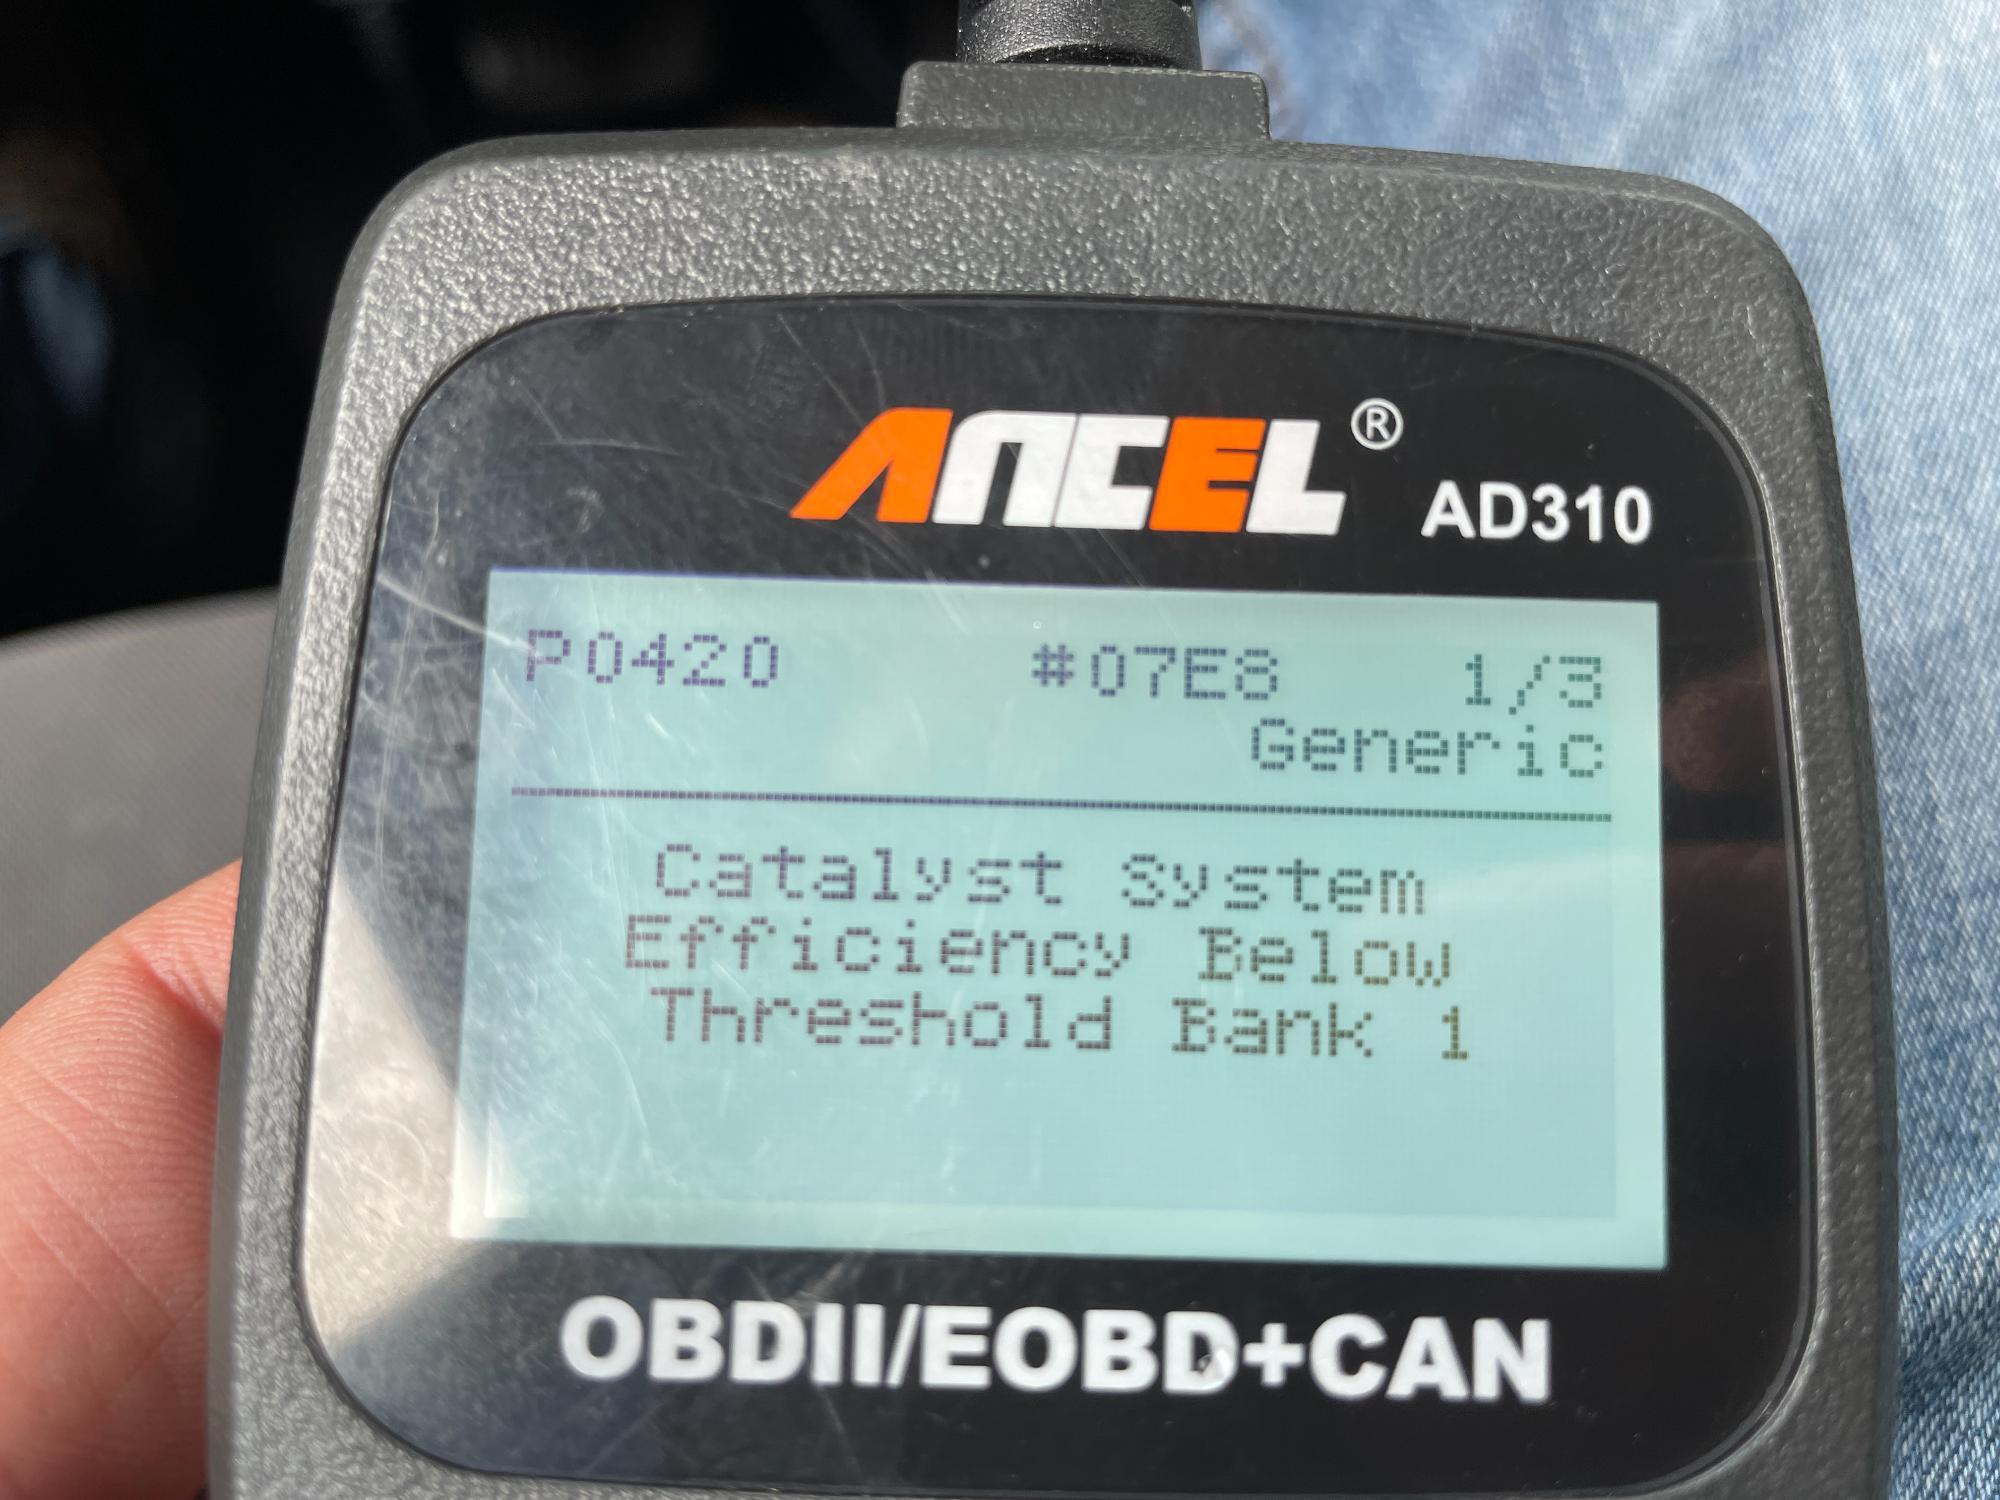 ANCEL® AD310
P0420 #07E8 1/3
Generic
Catalyst System
Efficiency Below
Threshold Bank 1
OBDII/EOBD+CAN